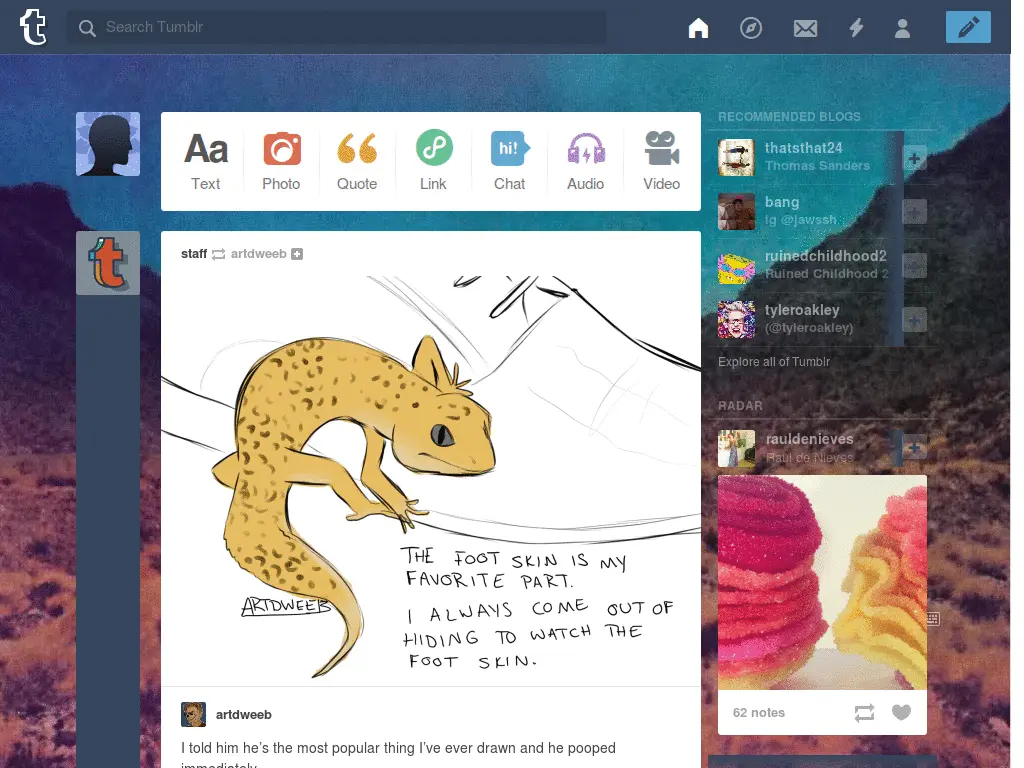 t
Search Tumblr
Aa
hi!
Text
Photo
Quote
Link
Chat
Audio
Video
t
staff artdweeb
THE FOOT SKIN IS MY
FAVORITE PART.
I ALWAYS COME OUT OF
HIDING TO WATCH THE
FOOT SKIN.
ARTDWEEB
artdweeb
I told him he's the most popular thing I've ever drawn and he pooped
immediately
RECOMMENDED BLOGS
thatsthat24
Thomas Sanders
bang
ig @jawssh
ruinedchildhood2
Ruined Childhood 2
tyleroakley
(@tyleroakley)
Explore all of Tumblr
RADAR
rauldenieves
Raul de Nieves
62 notes